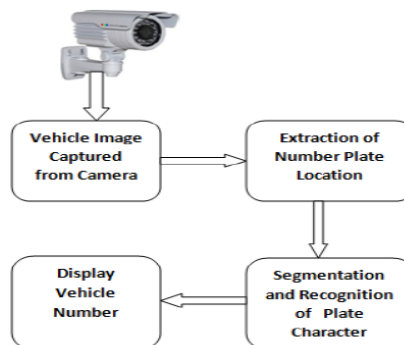 Vehicle Image
Captured
from Camera
Extraction of
Number Plate
Location
Segmentation
and Recognition
of Plate
Character
Display
Vehicle
Number